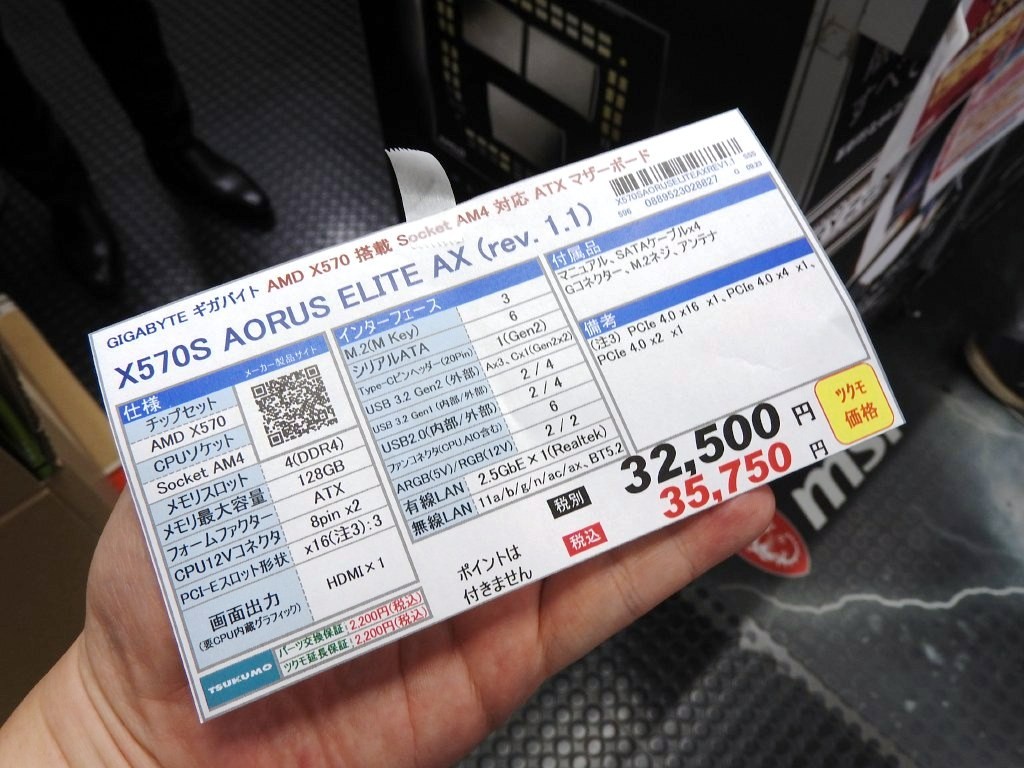 GIGABYTE ギガバイト AMD X570 搭載 Socket AM4 対応 ATX マザーボード
X570S AORUS ELITE AX (rev. 1.1)
X570SAORUSELITEAXREV1.1
S96 0889523028827
仕様
メーカー製品サイト
チップセット
AMD X570
CPUソケット
Socket AM4
メモリスロット 4(DDR4)
メモリ最大容量 128GB
フォームファクター ATX
CPU12Vコネクタ 8pin x2
PCI-Eスロット形状 x16(注3):3
画面出力
(要CPU内蔵グラフィック)
HDMI×1
インターフェース
M.2(M Key) 3
シリアルATA 6
Type-Cピンヘッダー(20Pin) 1(Gen2)
USB 3.2 Gen2 (外部) Ax3、Cx1(Gen2x2)
USB 3.2 Gen1 (内部/外部) 2 / 4
USB2.0(内部/外部) 2 / 4
ファンコネクタ(CPU,AIO含む) 6
ARGB(5V)/RGB(12V) 2 / 2
有線LAN 2.5GbE×1(Realtek)
無線LAN 11a/b/g/n/ac/ax、BT5.2
付属品
マニュアル、SATAケーブルx4
Gコネクター、M.2ネジ、アンテナ
備考
(注3) PCIe 4.0 x16 x1、PCIe 4.0 x4 x1、
PCIe 4.0 x2 x1
税別 32,500 円
税込 35,750 円
ツクモ
価格
ポイントは
付きません
TSUKUMO
パーツ交換保証: 2,200円(税込)
ツクモ延長保証: 2,200円(税込)
msi